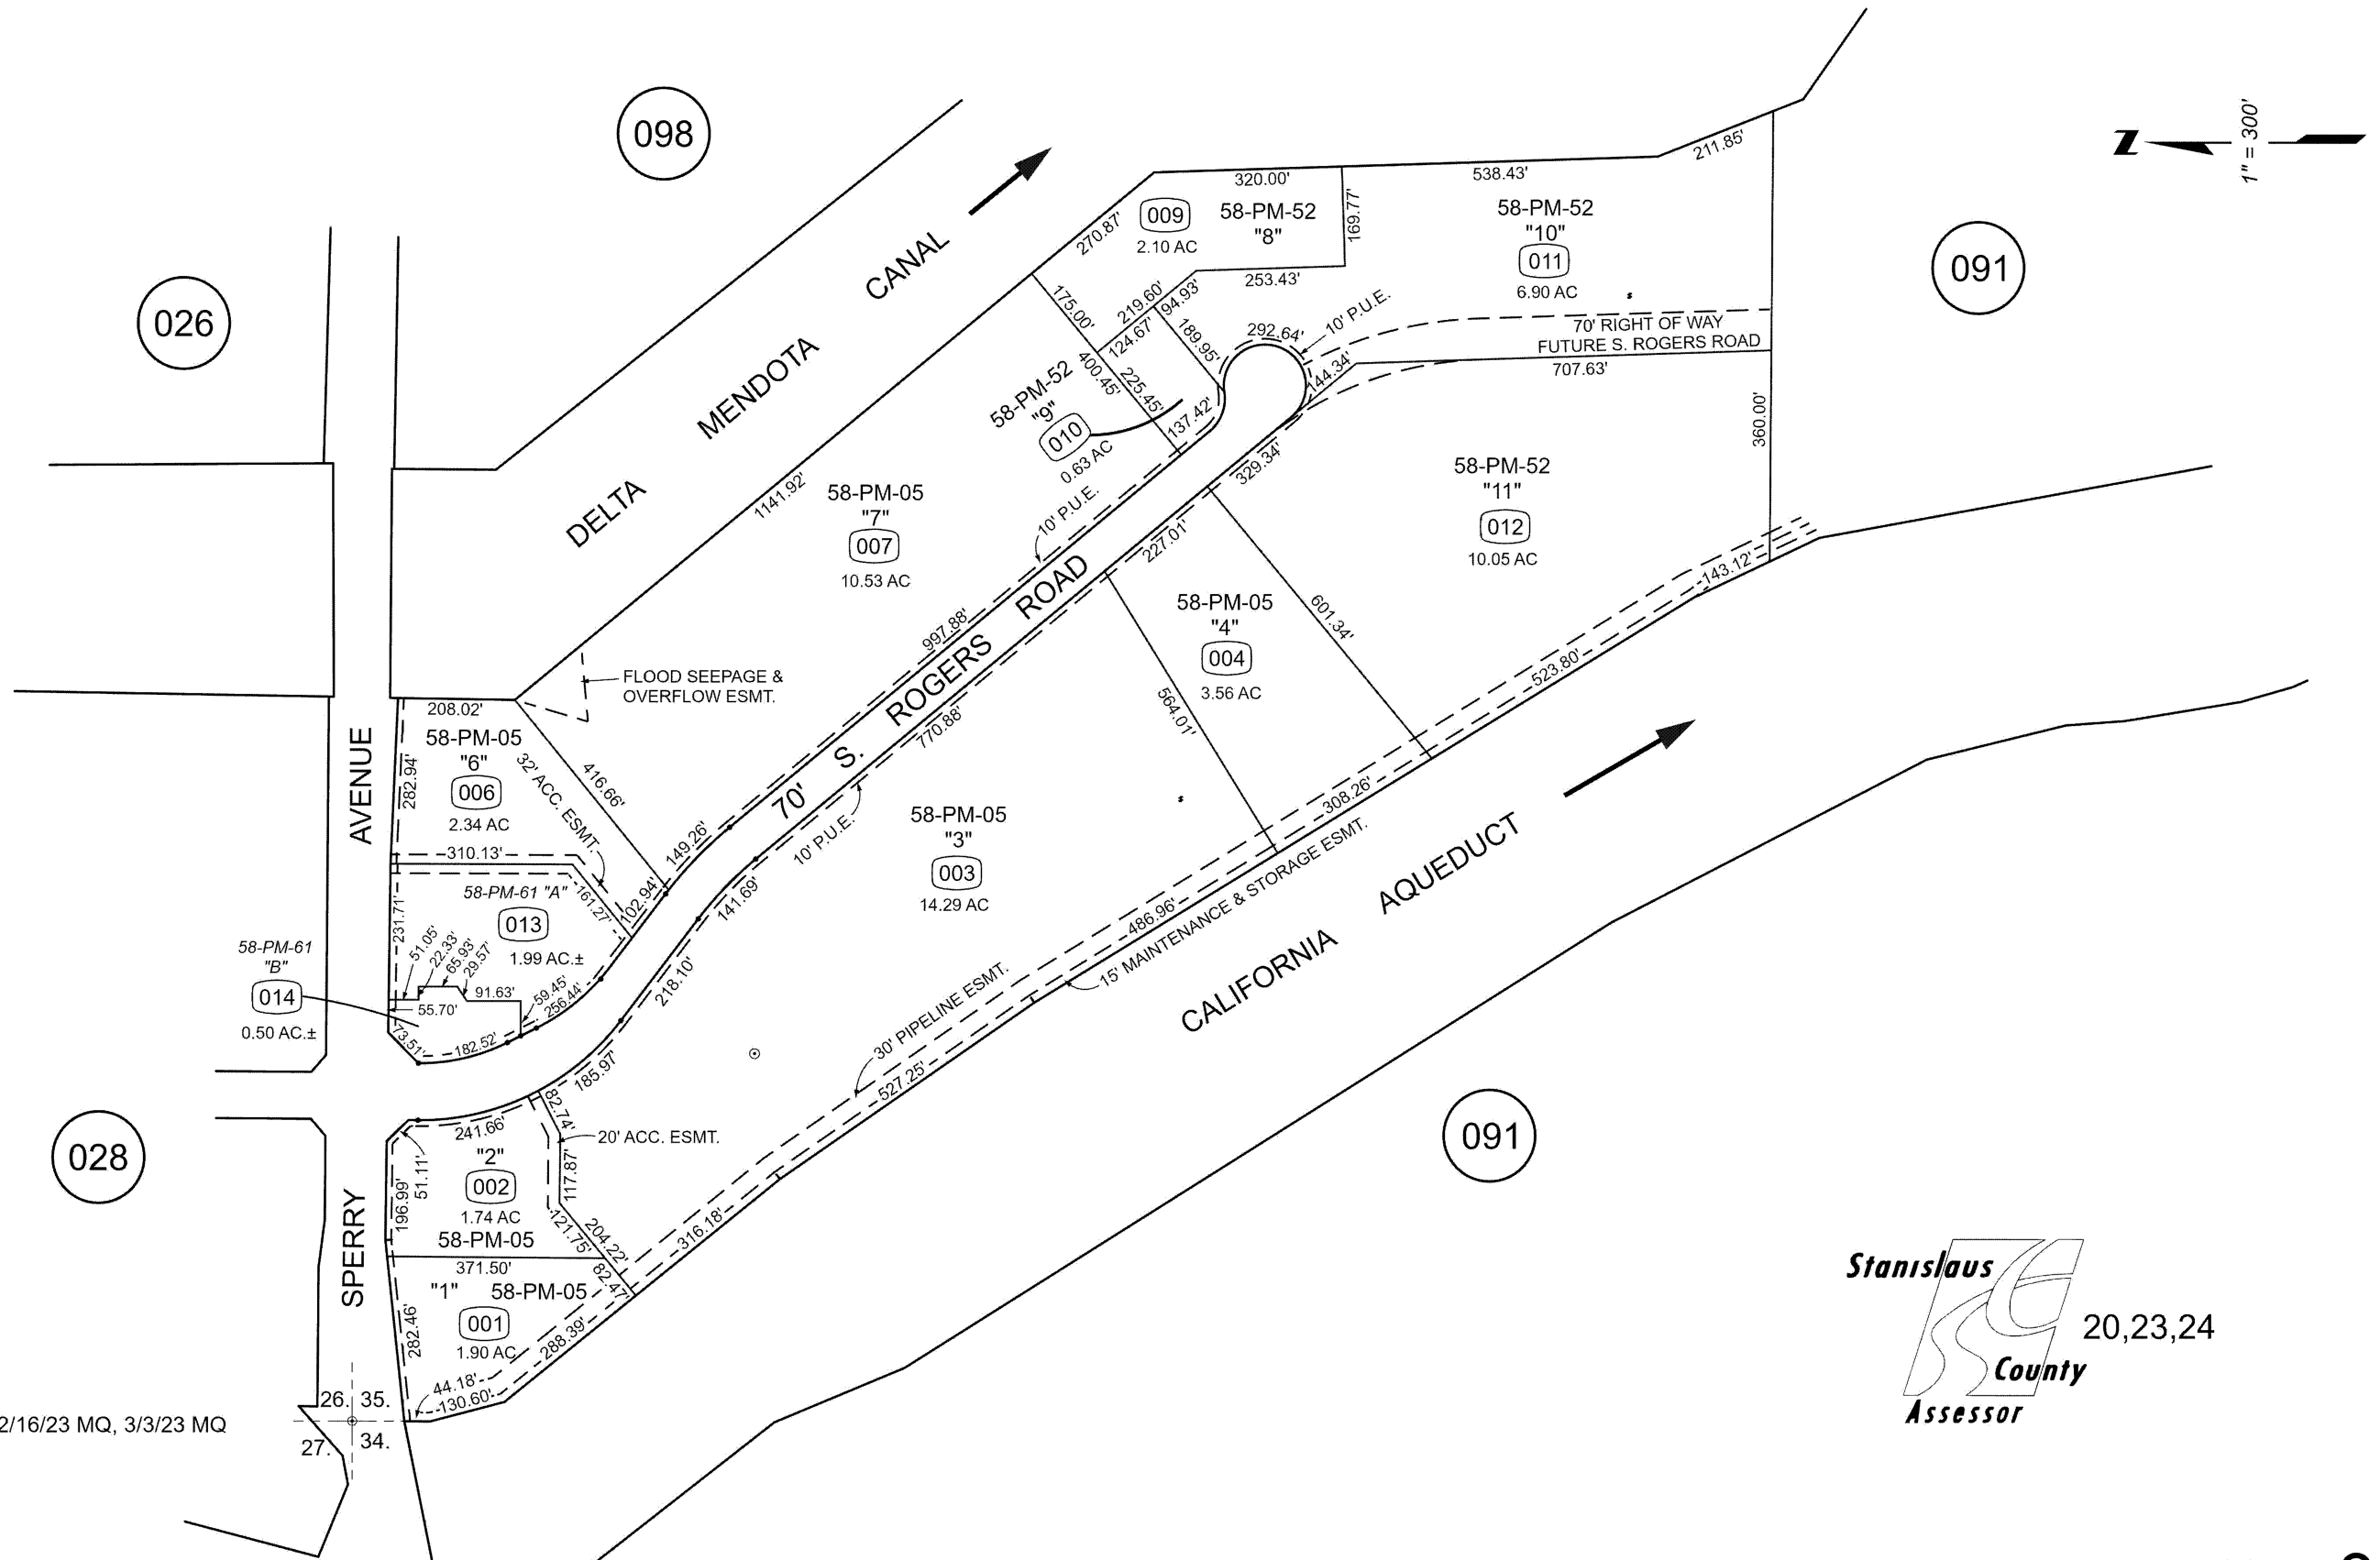 098
026
091
1" = 300'
N
211.85'
320.00'
538.43'
009
58-PM-52
"8"
2.10 AC
169.77'
58-PM-52
"10"
011
6.90 AC
270.87'
CANAL
MENDOTA
DELTA
175.00'
219.60'
94.93'
253.43'
124.67'
189.95'
292.64'
10' P.U.E.
70' RIGHT OF WAY
FUTURE S. ROGERS ROAD
144.34'
707.63'
400.45'
225.45'
58-PM-52
"9"
010
0.63 AC
137.42'
360.00'
329.34'
58-PM-52
"11"
012
10.05 AC
1141.92'
58-PM-05
"7"
007
10.53 AC
10' P.U.E.
227.01'
143.12'
997.88'
70' S. ROGERS ROAD
58-PM-05
"4"
004
3.56 AC
601.34'
523.80'
564.01'
770.88'
FLOOD SEEPAGE &
OVERFLOW ESMT.
208.02'
58-PM-05
"6"
006
2.34 AC
282.94'
32' ACC. ESMT.
416.66'
AVENUE
310.13'
149.26'
10' P.U.E.
58-PM-05
"3"
003
14.29 AC
308.26'
58-PM-61 "A"
013
1.99 AC.±
161.27'
102.94'
141.69'
231.71'
51.05'
22.33'
65.93'
29.57'
91.63'
55.70'
59.45'
256.44'
73.51'
182.52'
58-PM-61
"B"
014
0.50 AC.±
218.10'
486.96'
15' MAINTENANCE & STORAGE ESMT.
30' PIPELINE ESMT.
CALIFORNIA AQUEDUCT
527.25'
185.97'
241.66'
82.74'
20' ACC. ESMT.
51.11'
"2"
002
1.74 AC
58-PM-05
196.99'
117.87'
121.75'
204.22'
316.18'
028
091
SPERRY
371.50'
82.47'
"1" 58-PM-05
001
1.90 AC
282.46'
288.39'
44.18'
130.60'
26. 35.
27. 34.
2/16/23 MQ, 3/3/23 MQ
Stanislaus
County
Assessor
20,23,24